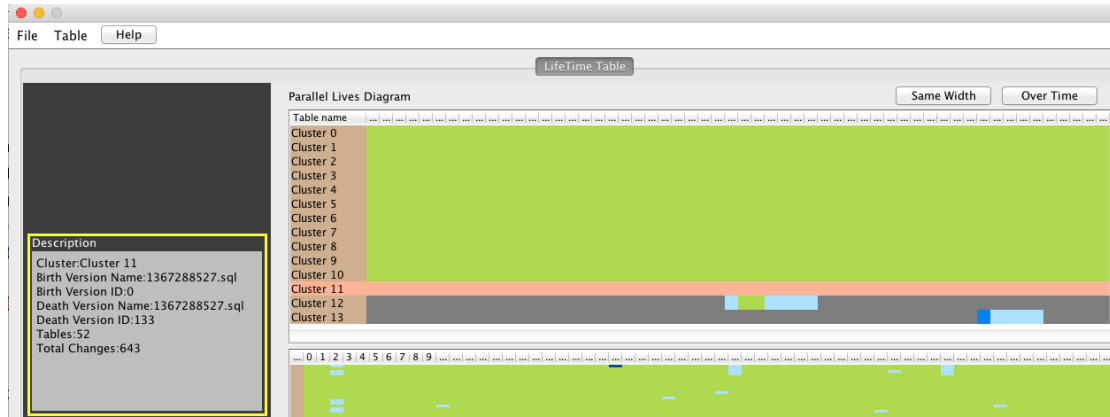 File Table Help
LifeTime Table
Parallel Lives Diagram Same Width Over Time
Table name
Cluster 0
Cluster 1
Cluster 2
Cluster 3
Cluster 4
Cluster 5
Cluster 6
Cluster 7
Cluster 8
Cluster 9
Cluster 10
Cluster 11
Cluster 12
Cluster 13
Description
Cluster:Cluster 11
Birth Version Name:1367288527.sql
Birth Version ID:0
Death Version Name:1367288527.sql
Death Version ID:133
Tables:52
Total Changes:643
... 0 1 2 3 4 5 6 7 8 9 ...